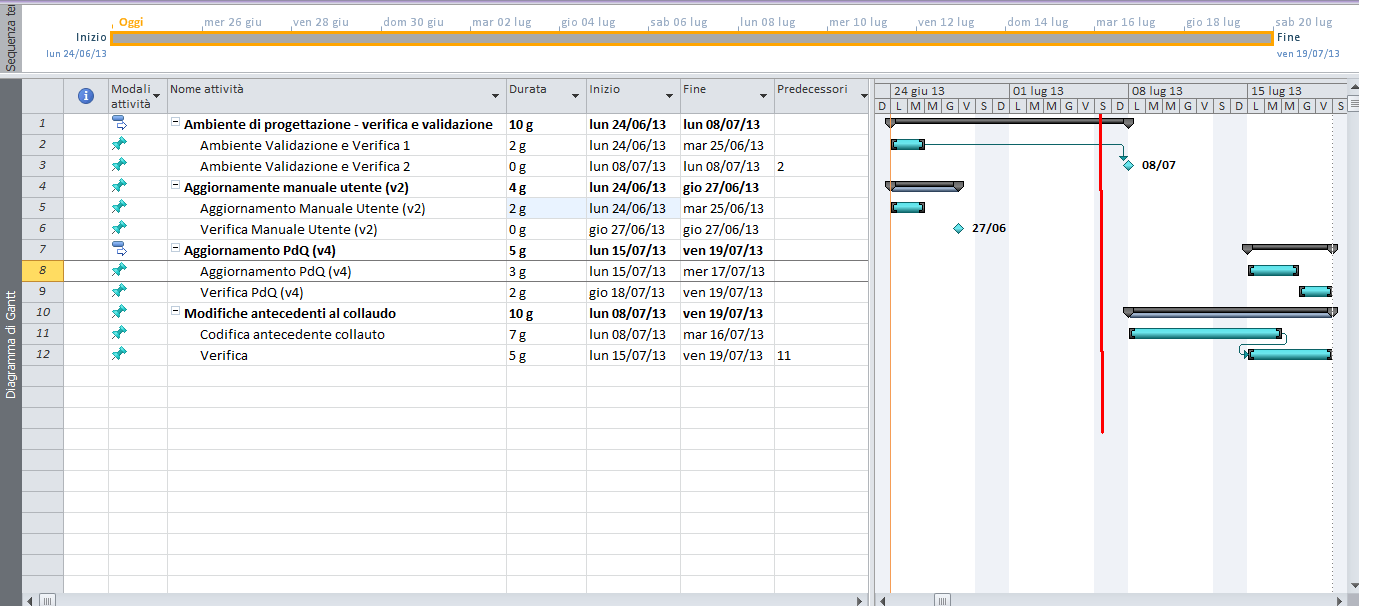 Sequenza te
Oggi mer 26 giu ven 28 giu dom 30 giu mar 02 lug gio 04 lug sab 06 lug lun 08 lug mer 10 lug ven 12 lug dom 14 lug mar 16 lug gio 18 lug sab 20 lug
Inizio Fine
lun 24/06/13 ven 19/07/13
Diagramma di Gantt
Modali attività Nome attività Durata Inizio Fine Predecessori
24 giu 13 01 lug 13 08 lug 13 15 lug 13
D L M M G V S D L M M G V S D L M M G V S D L M M G V S
1 Ambiente di progettazione - verifica e validazione 10 g lun 24/06/13 lun 08/07/13
2 Ambiente Validazione e Verifica 1 2 g lun 24/06/13 mar 25/06/13
3 Ambiente Validazione e Verifica 2 0 g lun 08/07/13 lun 08/07/13 2 08/07
4 Aggiornamente manuale utente (v2) 4 g lun 24/06/13 gio 27/06/13
5 Aggiornamento Manuale Utente (v2) 2 g lun 24/06/13 mar 25/06/13
6 Verifica Manuale Utente (v2) 0 g gio 27/06/13 gio 27/06/13 27/06
7 Aggiornamento PdQ (v4) 5 g lun 15/07/13 ven 19/07/13
8 Aggiornamento PdQ (v4) 3 g lun 15/07/13 mer 17/07/13
9 Verifica PdQ (v4) 2 g gio 18/07/13 ven 19/07/13
10 Modifiche antecedenti al collaudo 10 g lun 08/07/13 ven 19/07/13
11 Codifica antecedente collauto 7 g lun 08/07/13 mar 16/07/13
12 Verifica 5 g lun 15/07/13 ven 19/07/13 11